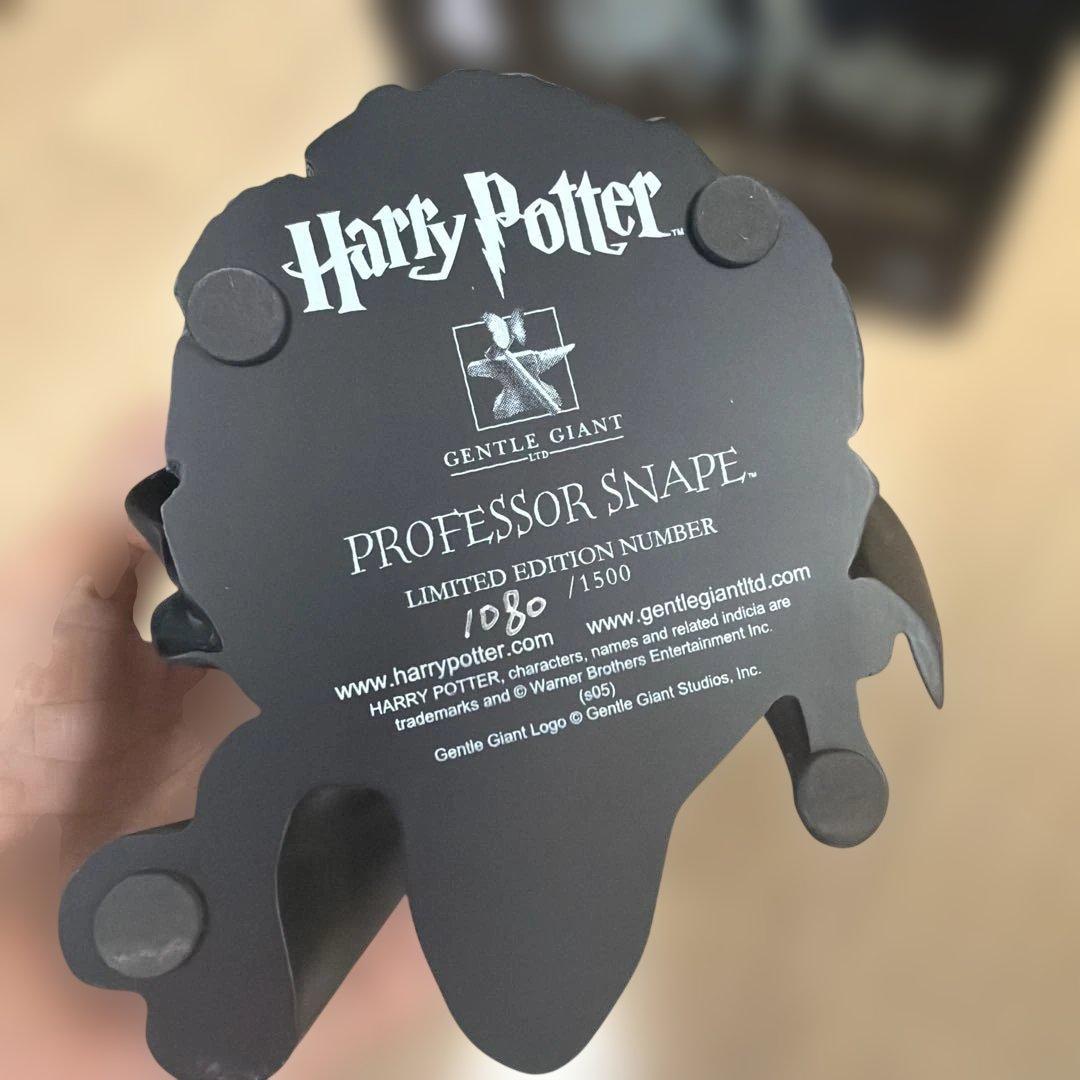 Harry Potter™
GENTLE GIANT
LTD
PROFESSOR SNAPE™
LIMITED EDITION NUMBER
1080 /1500
www.harrypotter.com www.gentlegiantltd.com
HARRY POTTER, characters, names and related indicia are
trademarks and © Warner Brothers Entertainment Inc.
(s05)
Gentle Giant Logo © Gentle Giant Studios, Inc.